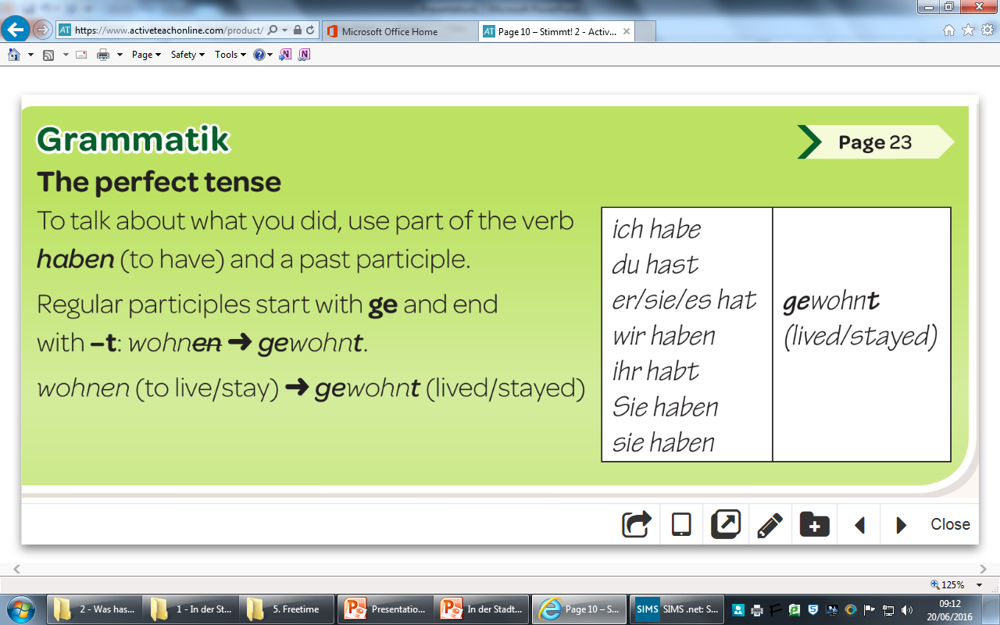 https://www.activeteachonline.com/product/
Microsoft Office Home
Page 10 – Stimmt! 2 - Activ...
Page
Safety
Tools
Grammatik
Page 23
The perfect tense
To talk about what you did, use part of the verb
haben (to have) and a past participle.
Regular participles start with ge and end
with –t: wohnen → gewohnt.
wohnen (to live/stay) → gewohnt (lived/stayed)
ich habe
du hast
er/sie/es hat
wir haben
ihr habt
Sie haben
sie haben
gewohnt
(lived/stayed)
Close
125%
2 - Was has...
1 - In der St...
5. Freetime
Presentatio...
In der Stadt...
Page 10 – S...
SIMS
SIMS .net: S...
09:12
20/06/2016